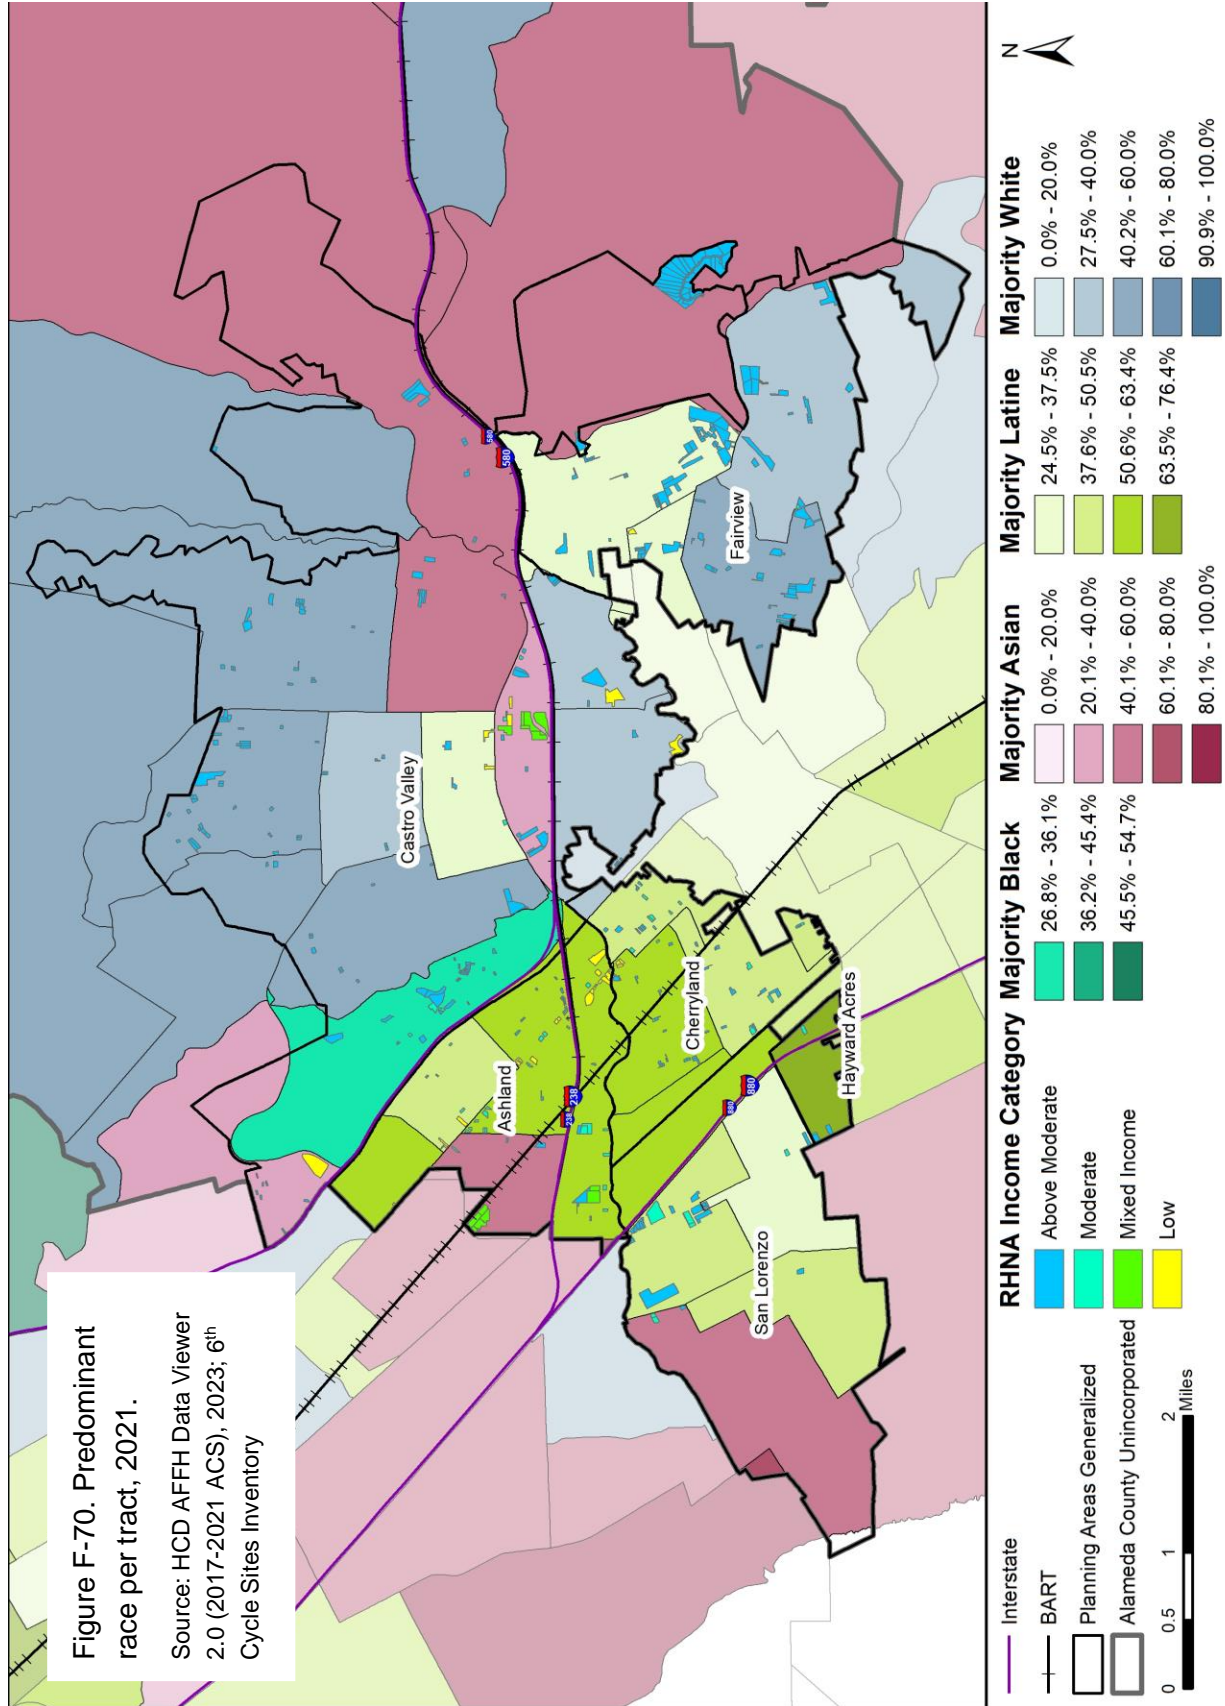 Figure F-70. Predominant
race per tract, 2021.
Source: HCD AFFH Data Viewer
2.0 (2017-2021 ACS), 2023; 6th
Cycle Sites Inventory
Castro Valley
580
580
Fairview
Ashland
238
238
Cherryland
Hayward Acres
880
880
San Lorenzo
N
Interstate
BART
Planning Areas Generalized
Alameda County Unincorporated
0 0.5 1 2
Miles
RHNA Income Category
Above Moderate
Moderate
Mixed Income
Low
Majority Black
26.8% - 36.1%
36.2% - 45.4%
45.5% - 54.7%
Majority Asian
0.0% - 20.0%
20.1% - 40.0%
40.1% - 60.0%
60.1% - 80.0%
80.1% - 100.0%
Majority Latine
24.5% - 37.5%
37.6% - 50.5%
50.6% - 63.4%
63.5% - 76.4%
Majority White
0.0% - 20.0%
27.5% - 40.0%
40.2% - 60.0%
60.1% - 80.0%
90.9% - 100.0%